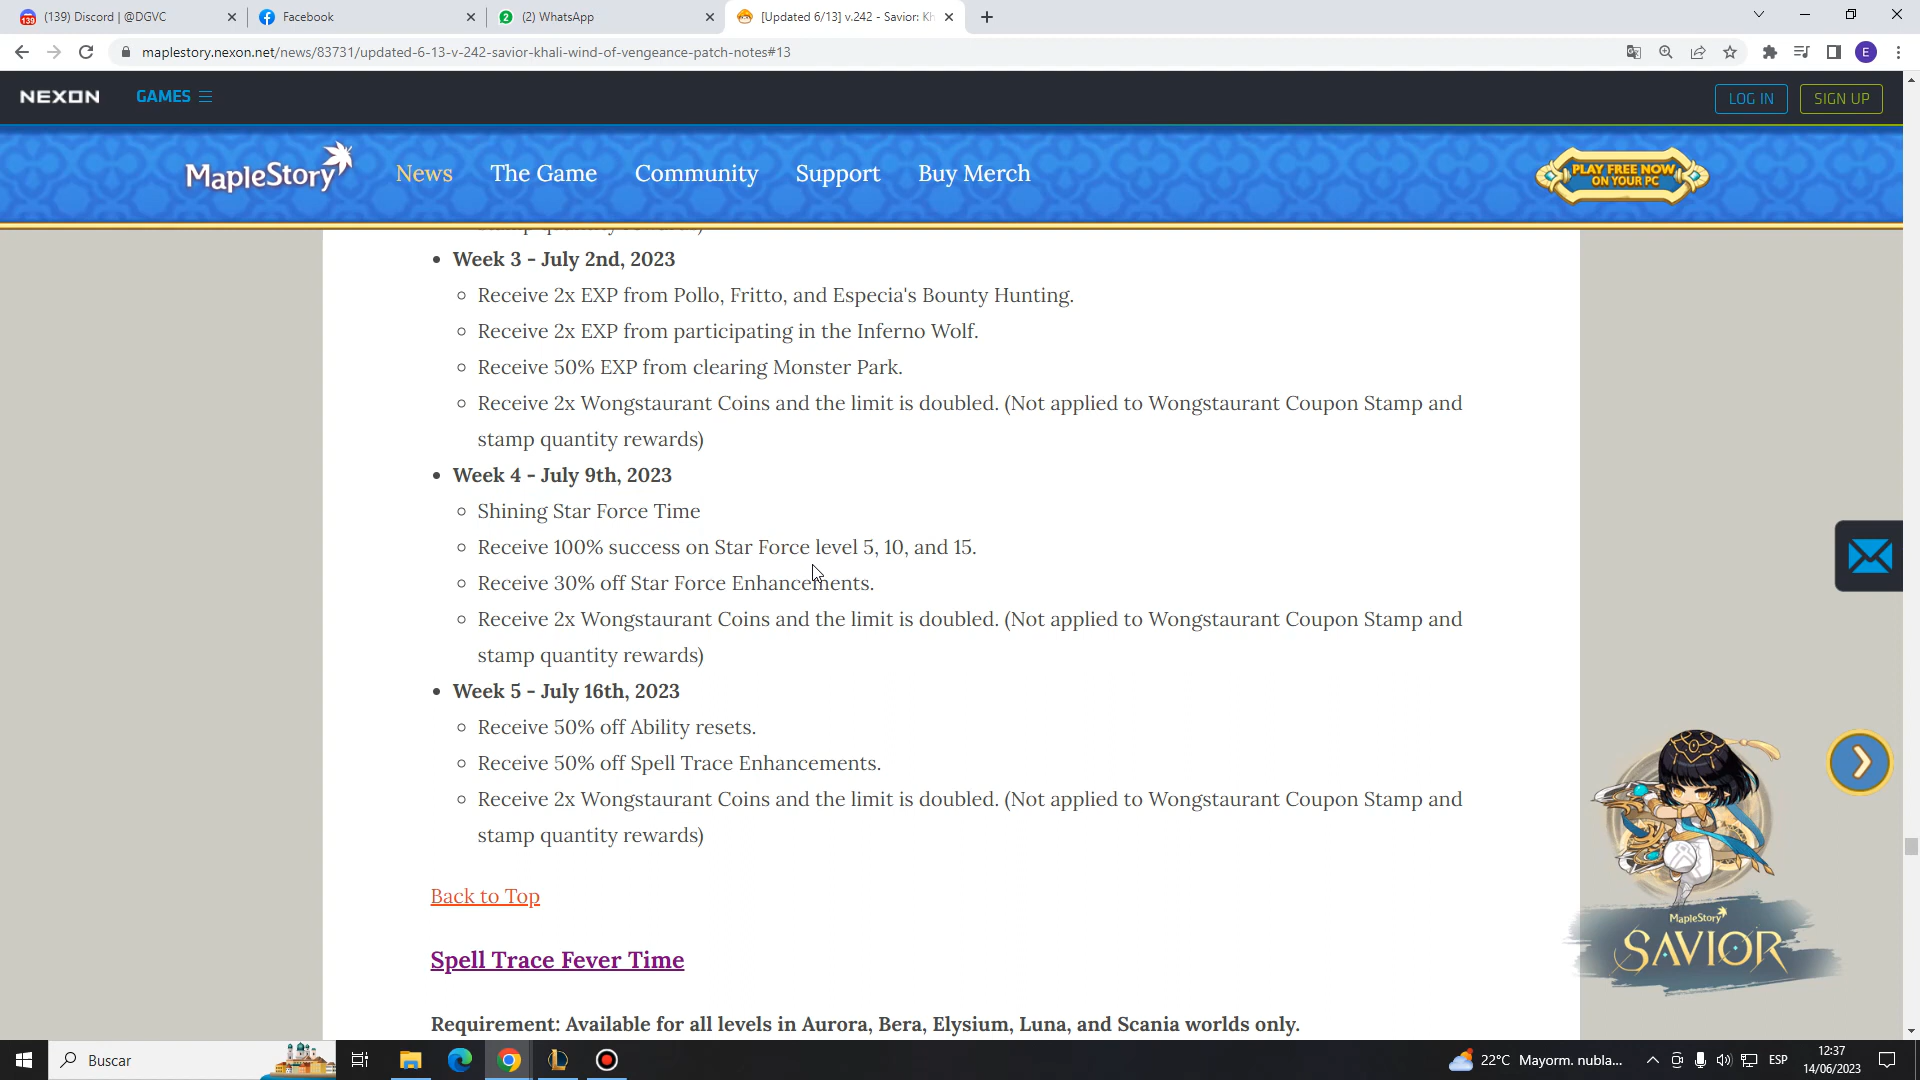 139
(139) Discord | @DGVC
Facebook
2
(2) WhatsApp
[Updated 6/13] v.242 - Savior: Kh
maplestory.nexon.net/news/83731/updated-6-13-v-242-savior-khali-wind-of-vengeance-patch-notes#13
E
NEXON
GAMES
LOG IN
SIGN UP
MapleStory
News
The Game
Community
Support
Buy Merch
PLAY FREE NOW
ON YOUR PC
stamp quantity rewards)
• Week 3 - July 2nd, 2023
Receive 2x EXP from Pollo, Fritto, and Especia's Bounty Hunting.
Receive 2x EXP from participating in the Inferno Wolf.
Receive 50% EXP from clearing Monster Park.
Receive 2x Wongstaurant Coins and the limit is doubled. (Not applied to Wongstaurant Coupon Stamp and
stamp quantity rewards)
• Week 4 - July 9th, 2023
Shining Star Force Time
Receive 100% success on Star Force level 5, 10, and 15.
Receive 30% off Star Force Enhancements.
Receive 2x Wongstaurant Coins and the limit is doubled. (Not applied to Wongstaurant Coupon Stamp and
stamp quantity rewards)
• Week 5 - July 16th, 2023
Receive 50% off Ability resets.
Receive 50% off Spell Trace Enhancements.
Receive 2x Wongstaurant Coins and the limit is doubled. (Not applied to Wongstaurant Coupon Stamp and
stamp quantity rewards)
Back to Top
Spell Trace Fever Time
Requirement: Available for all levels in Aurora, Bera, Elysium, Luna, and Scania worlds only.
MapleStory
SAVIOR
Buscar
22°C Mayorm. nubla...
ESP
12:37
14/06/2023